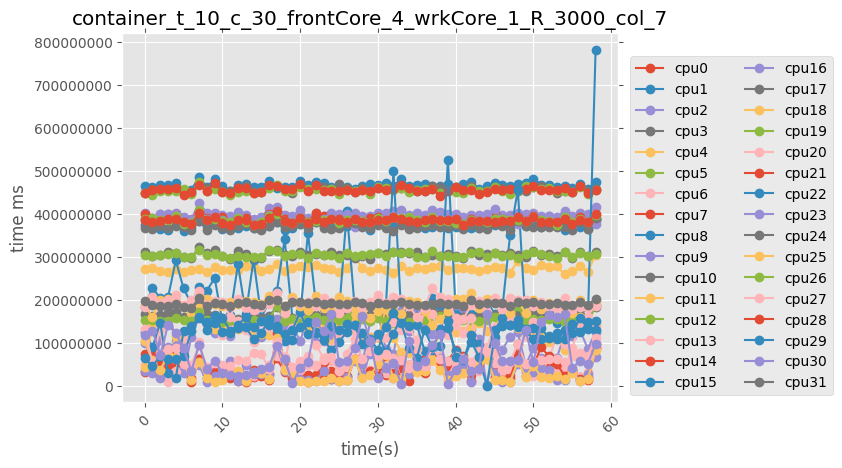 container_t_10_c_30_frontCore_4_wrkCore_1_R_3000_col_7
800000000
700000000
600000000
500000000
400000000
300000000
200000000
100000000
0
time ms
0
10
20
30
40
50
60
time(s)
cpu0
cpu1
cpu2
cpu3
cpu4
cpu5
cpu6
cpu7
cpu8
cpu9
cpu10
cpu11
cpu12
cpu13
cpu14
cpu15
cpu16
cpu17
cpu18
cpu19
cpu20
cpu21
cpu22
cpu23
cpu24
cpu25
cpu26
cpu27
cpu28
cpu29
cpu30
cpu31